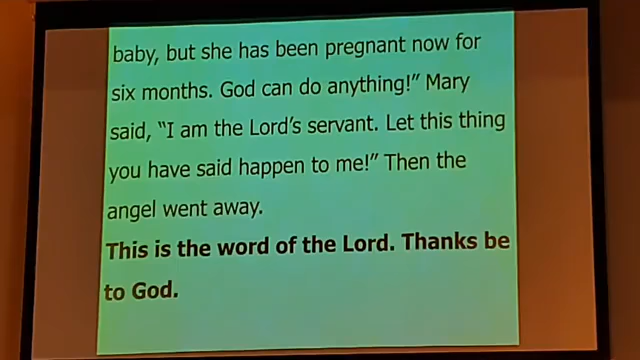 baby, but she has been pregnant now for
six months. God can do anything!” Mary
said, “I am the Lord’s servant. Let this thing
you have said happen to me!” Then the
angel went away.
This is the word of the Lord. Thanks be
to God.